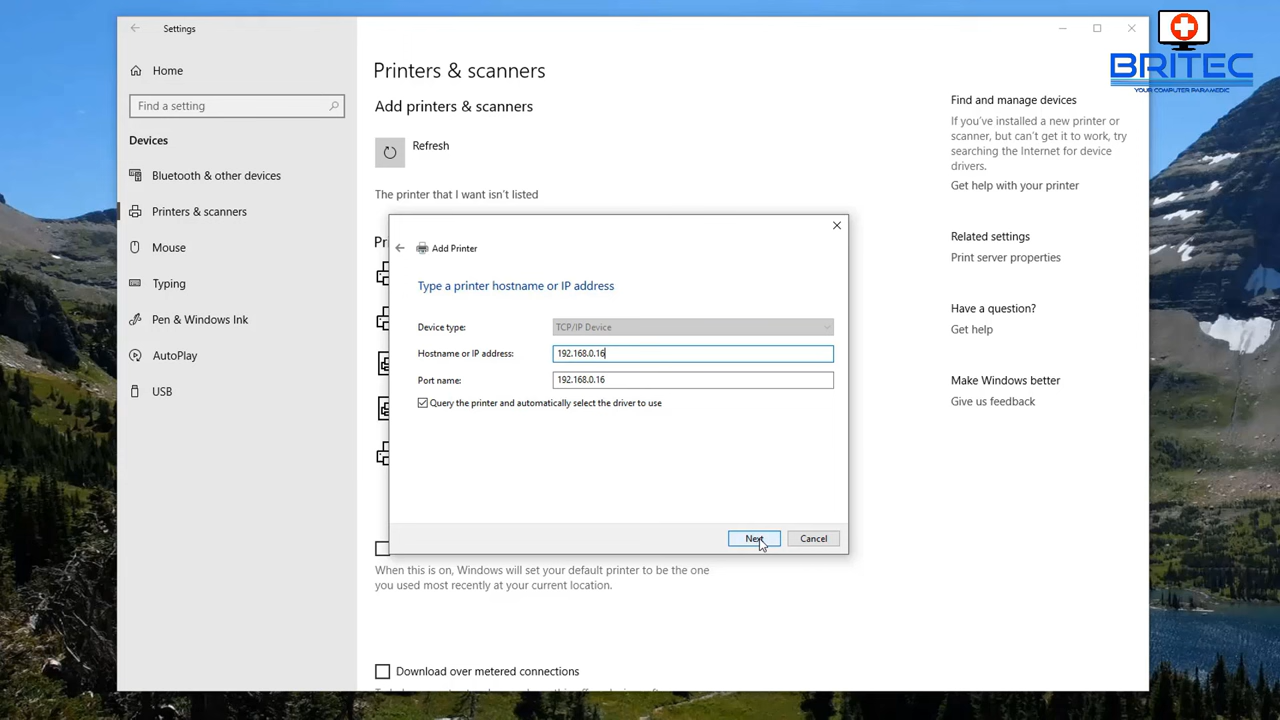 Settings
BRITEC
YOUR COMPUTER PARAMEDIC
Home
Find a setting
Devices
Bluetooth & other devices
Printers & scanners
Mouse
Typing
Pen & Windows Ink
AutoPlay
USB
Printers & scanners
Add printers & scanners
Refresh
The printer that I want isn't listed
Pri
Add Printer
Type a printer hostname or IP address
Device type:
TCP/IP Device
Hostname or IP address:
192.168.0.16
Port name:
192.168.0.16
Query the printer and automatically select the driver to use
Next
Cancel
When this is on, Windows will set your default printer to be the one
you used most recently at your current location.
Download over metered connections
Find and manage devices
If you've installed a new printer or
scanner, but can't get it to work, try
searching the Internet for device
drivers.
Get help with your printer
Related settings
Print server properties
Have a question?
Get help
Make Windows better
Give us feedback